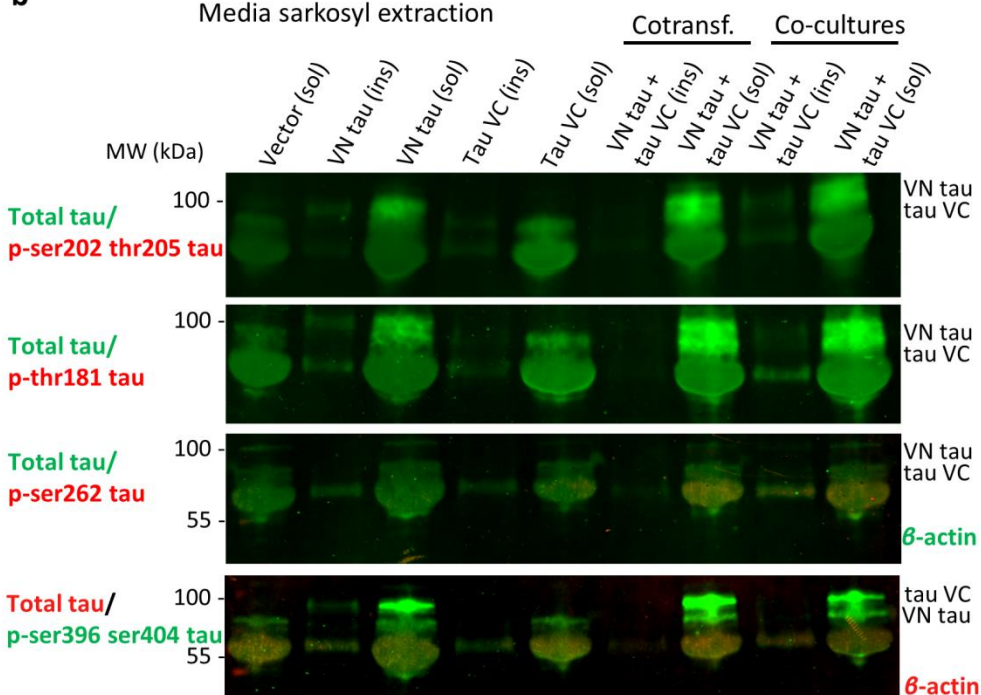 b
Media sarkosyl extraction
Cotransf.
Co-cultures
MW (kDa)
Vector (sol)
VN tau (ins)
VN tau (sol)
Tau VC (ins)
Tau VC (sol)
VN tau +
tau VC (ins)
VN tau +
tau VC (sol)
VN tau +
tau VC (ins)
VN tau +
tau VC (sol)
Total tau/
p-ser202 thr205 tau
100 -
VN tau
tau VC
Total tau/
p-thr181 tau
100 -
VN tau
tau VC
Total tau/
p-ser262 tau
100 -
55 -
VN tau
tau VC
β-actin
Total tau/
p-ser396 ser404 tau
100 -
55 -
tau VC
VN tau
β-actin